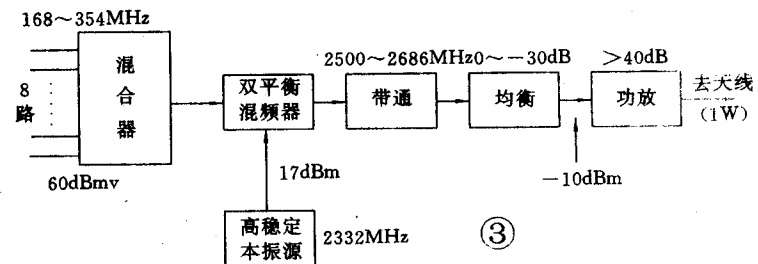 168～354MHz
8
路
混
合
器
60dBmv
双平衡
混频器
17dBm
高稳定
本振源
2332MHz
2500～2686MHz
带通
0～－30dB
均衡
－10dBm
＞40dB
功放
去天线
(1W)
③